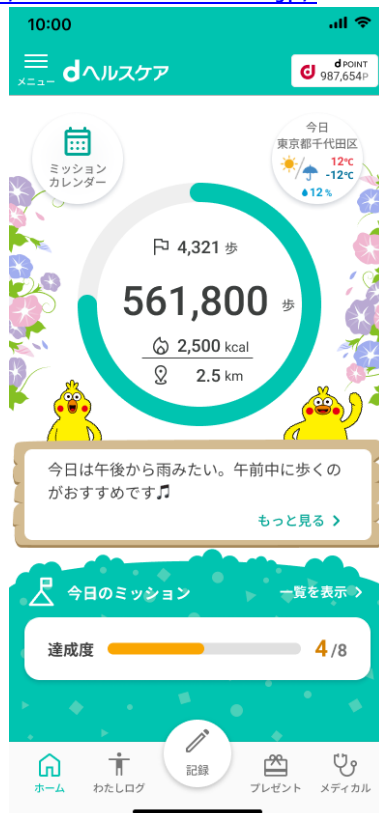 10:00
メニュー
dヘルスケア
d POINT
987,654P
ミッション
カレンダー
今日
東京都千代田区
12℃
-12℃
12%
4,321 歩
561,800 歩
2,500 kcal
2.5 km
今日は午後から雨みたい。午前中に歩くの
がおすすめです♫
もっと見る
今日のミッション
一覧を表示
達成度
4/8
ホーム
わたしログ
記録
プレゼント
メディカル